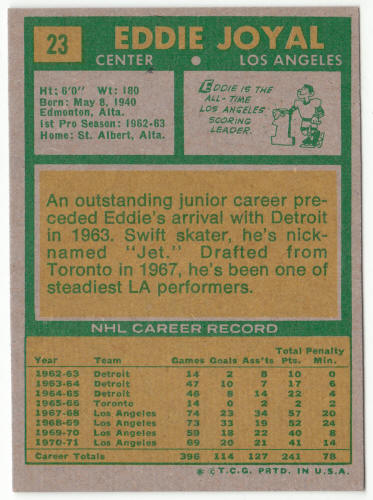 23 EDDIE JOYAL
CENTER • LOS ANGELES
Ht: 6'0" Wt: 180
Born: May 8, 1940
Edmonton, Alta.
1st Pro Season: 1962-63
Home: St. Albert, Alta.
EDDIE IS THE
ALL-TIME
LOS ANGELES
SCORING
LEADER.
1
An outstanding junior career pre-
ceded Eddie's arrival with Detroit
in 1963. Swift skater, he's nick-
named "Jet." Drafted from
Toronto in 1967, he's been one of
steadiest LA performers.
NHL CAREER RECORD
Total Penalty
Year Team Games Goals Ass'ts Pts. Min.
1962-63 Detroit 14 2 8 10 0
1963-64 Detroit 47 10 7 17 6
1964-65 Detroit 46 8 14 22 4
1965-66 Toronto 14 0 2 2 2
1967-68 Los Angeles 74 23 34 57 20
1968-69 Los Angeles 73 33 19 52 24
1969-70 Los Angeles 59 18 22 40 8
1970-71 Los Angeles 69 20 21 41 14
Career Totals 396 114 127 241 78
* © T.C.G. PRTD. IN U.S.A.